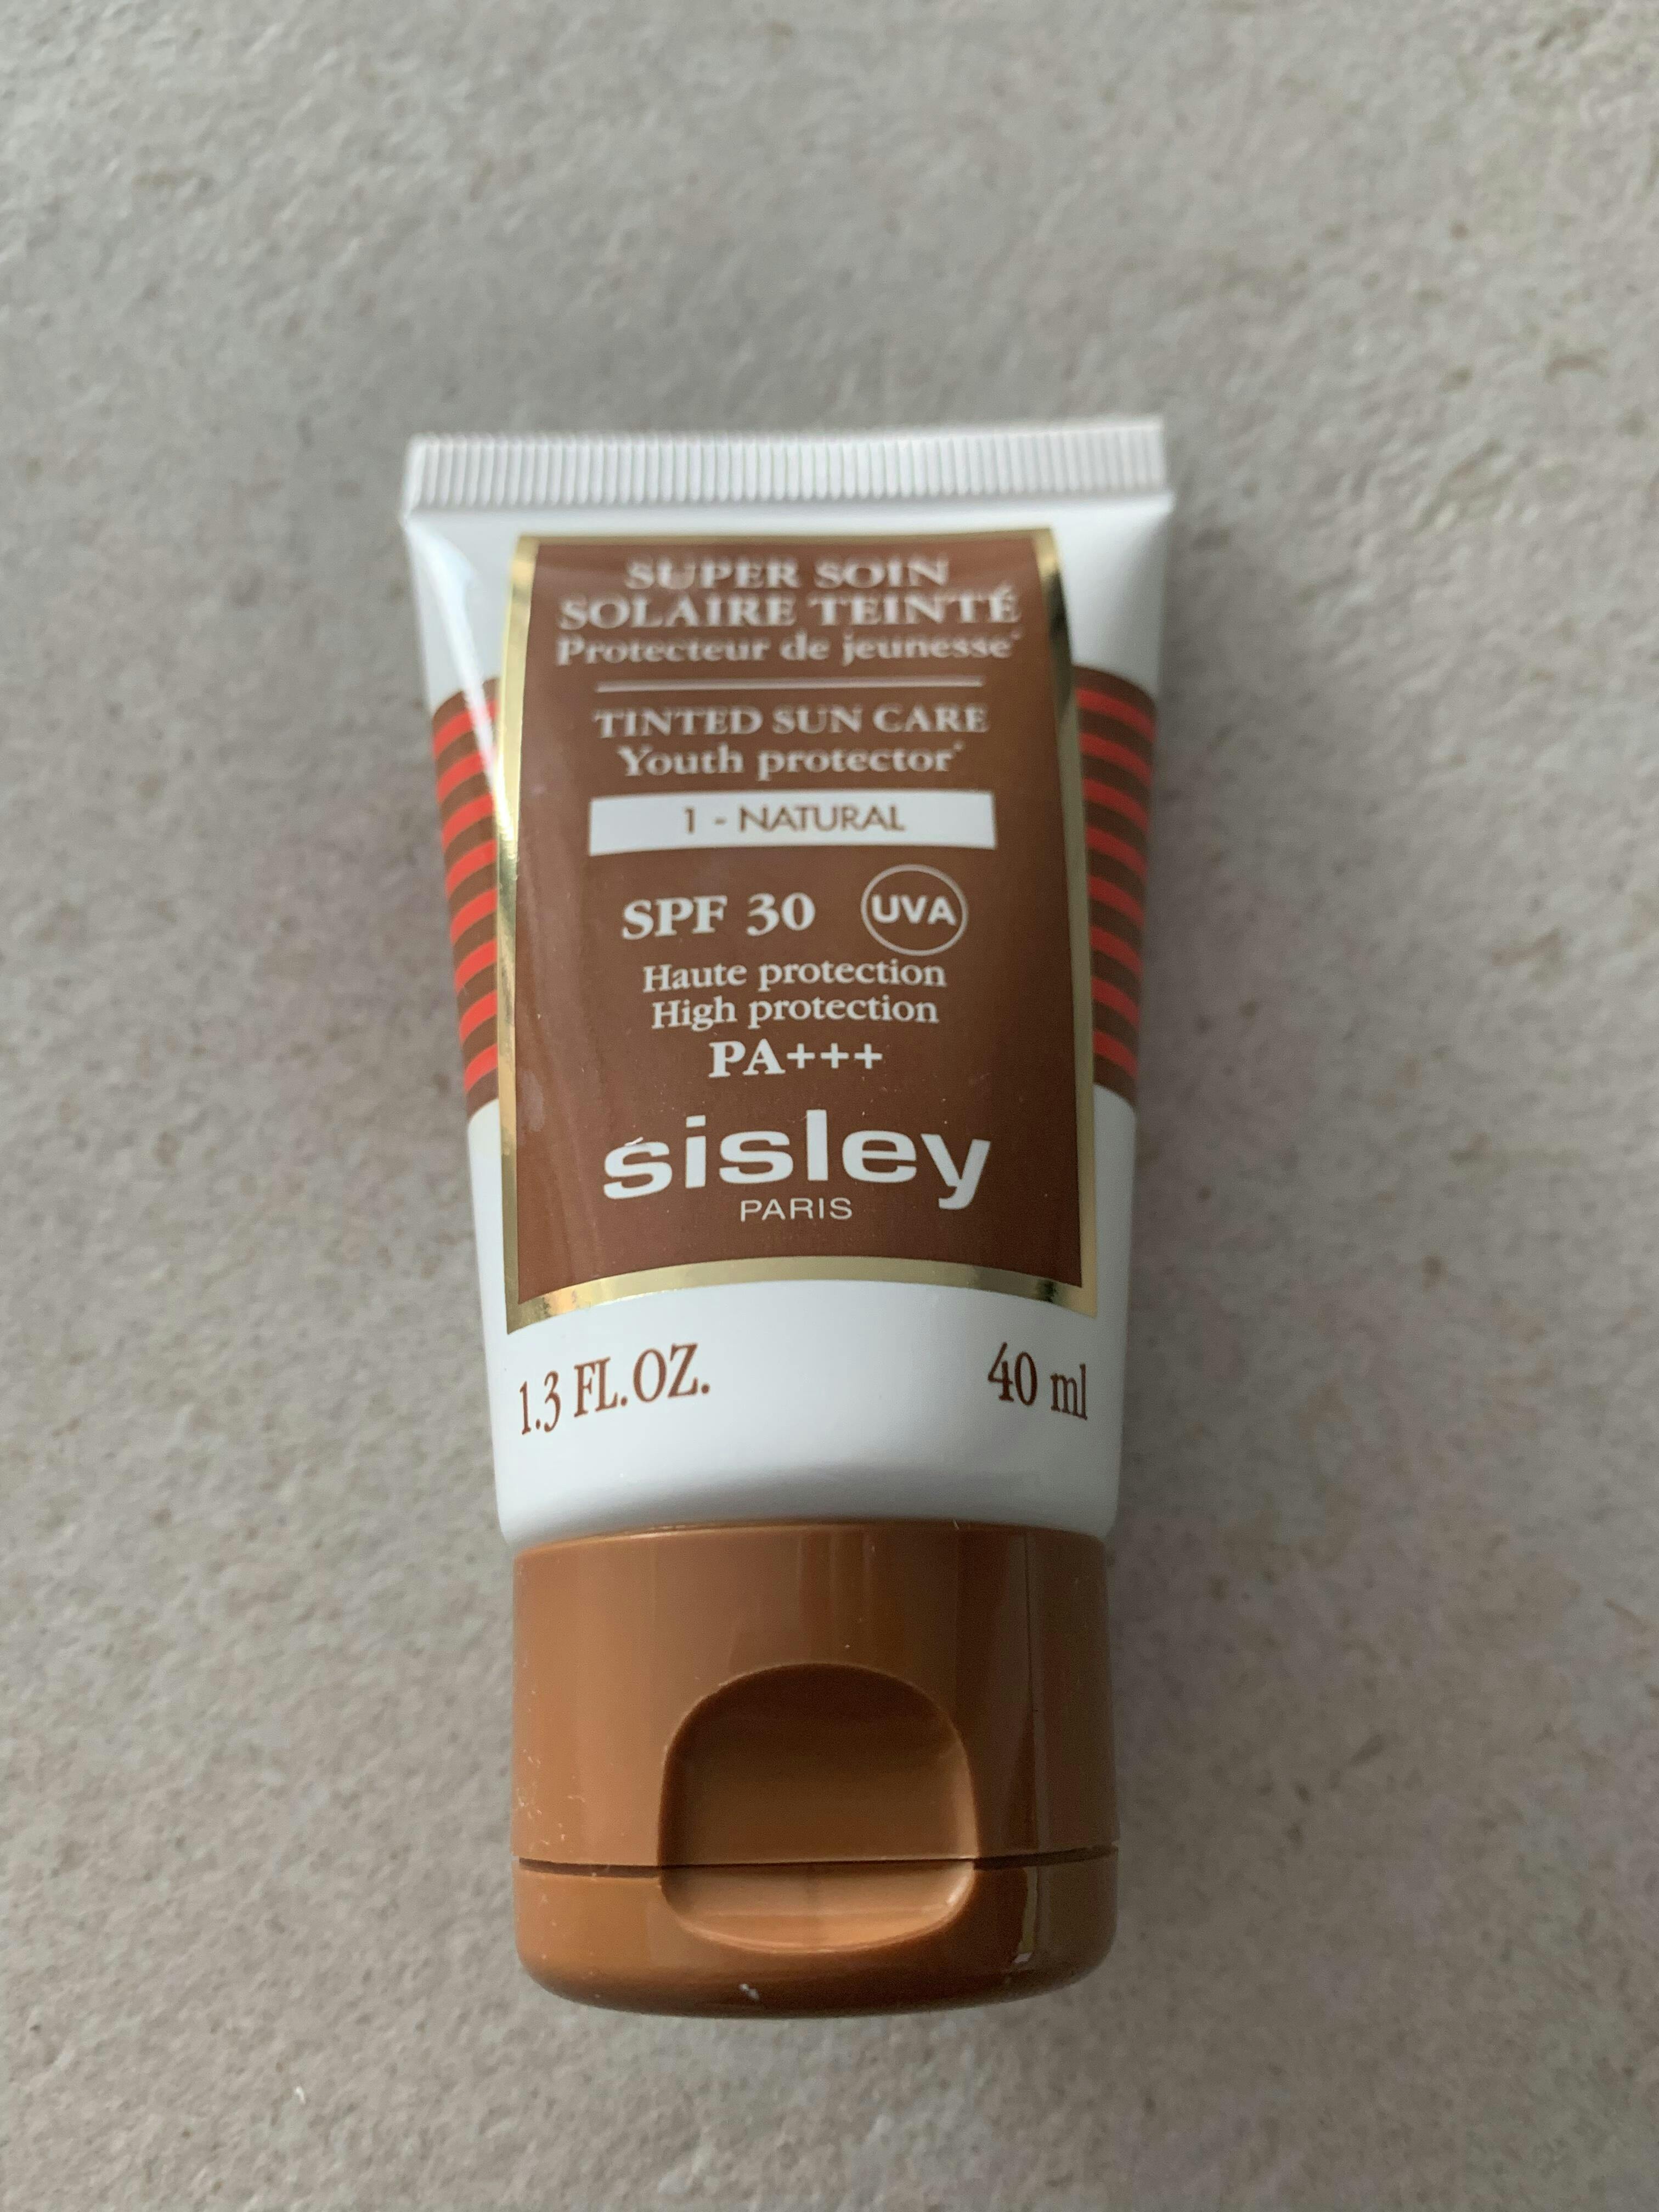 SUPER SOIN
SOLAIRE TEINTÉ
Protecteur de jeunesse*
TINTED SUN CARE
Youth protector*
1 - NATURAL
SPF 30 UVA
Haute protection
High protection
PA+++
sisley
PARIS
1.3 FL.OZ. 40 ml